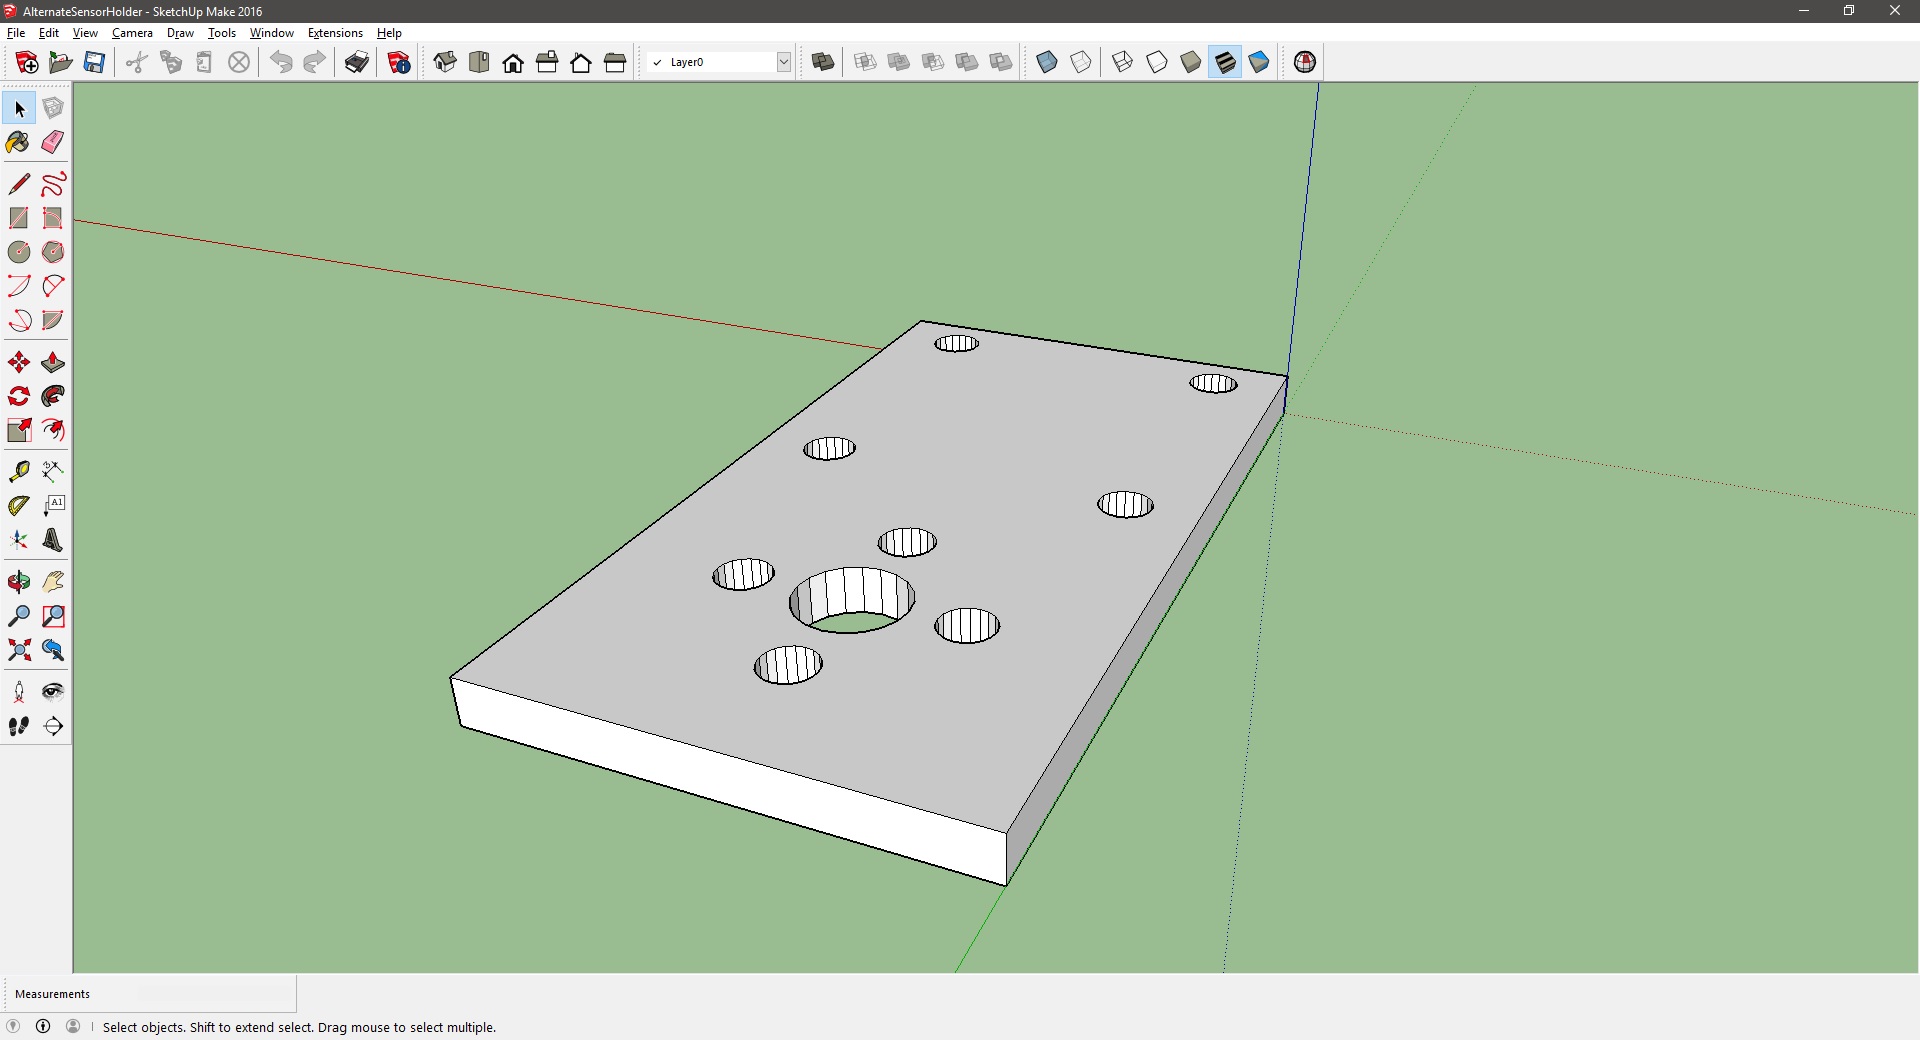 AlternateSensorHolder - SketchUp Make 2016
File Edit View Camera Draw Tools Window Extensions Help
Layer0
A1
Measurements
Select objects. Shift to extend select. Drag mouse to select multiple.